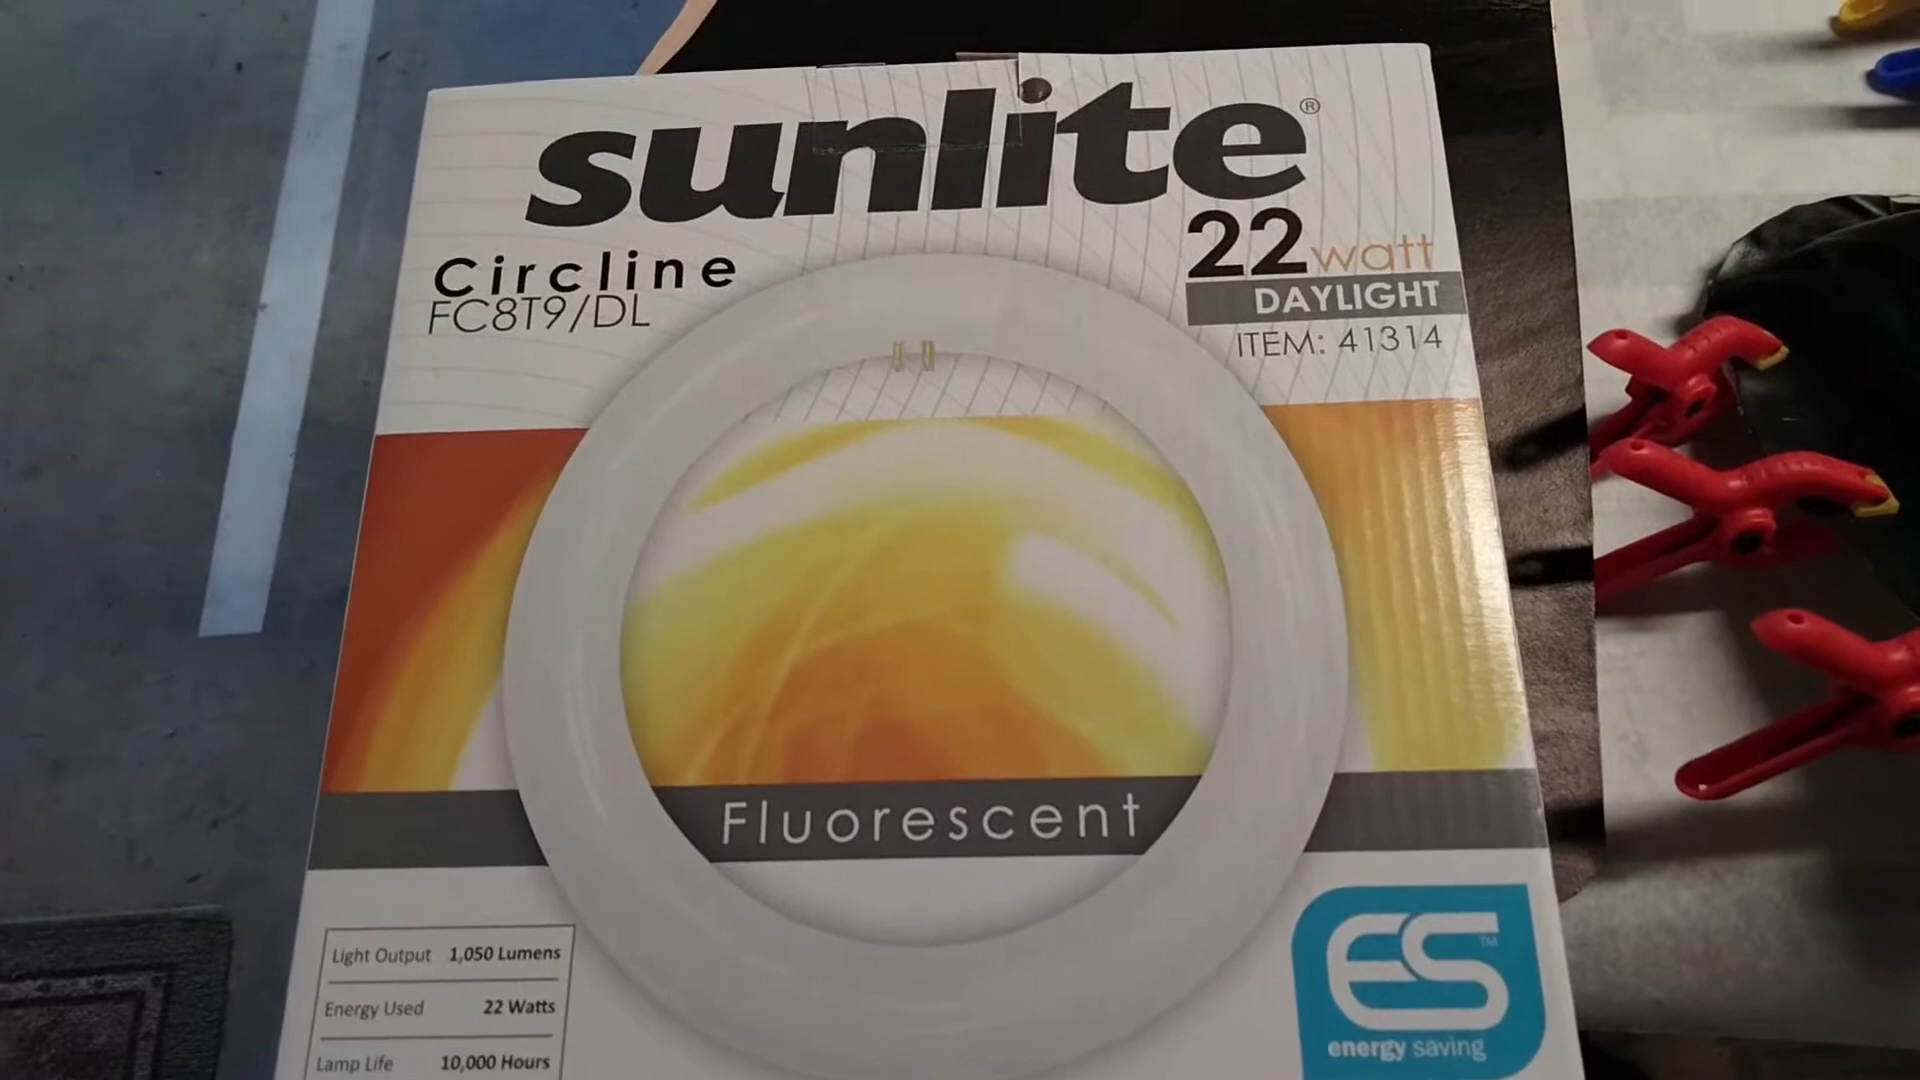 sunlite®
Circline
FC8T9/DL
22watt
DAYLIGHT
ITEM: 41314
Fluorescent
Light Output 1,050 Lumens
Energy Used 22 Watts
Lamp Life 10,000 Hours
ES™
energy saving